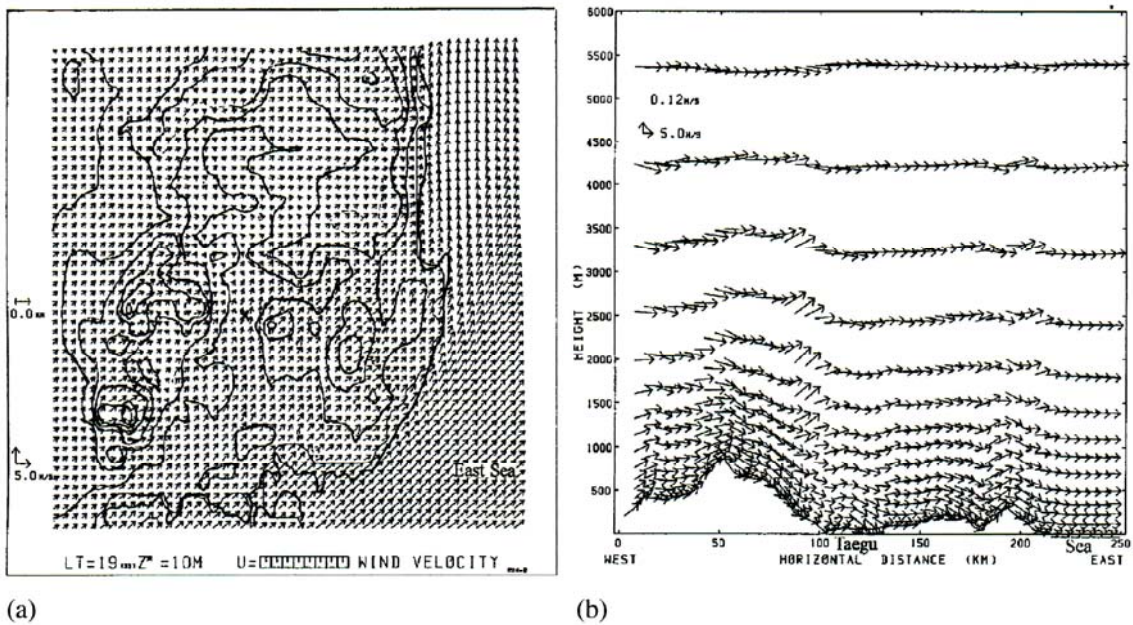 East Sea
0.0KM
5.0M/S
LT=19 Z*=10M U= WIND VELOCITY
(a)
6000
5500
5000
4500
4000
3500
3000
2500
2000
1500
1000
500
HEIGHT (M)
0.12M/S
5.0M/S
0 50 100 150 200 250
Taegu Sea
WEST HORIZONTAL DISTANCE (KM) EAST
(b)